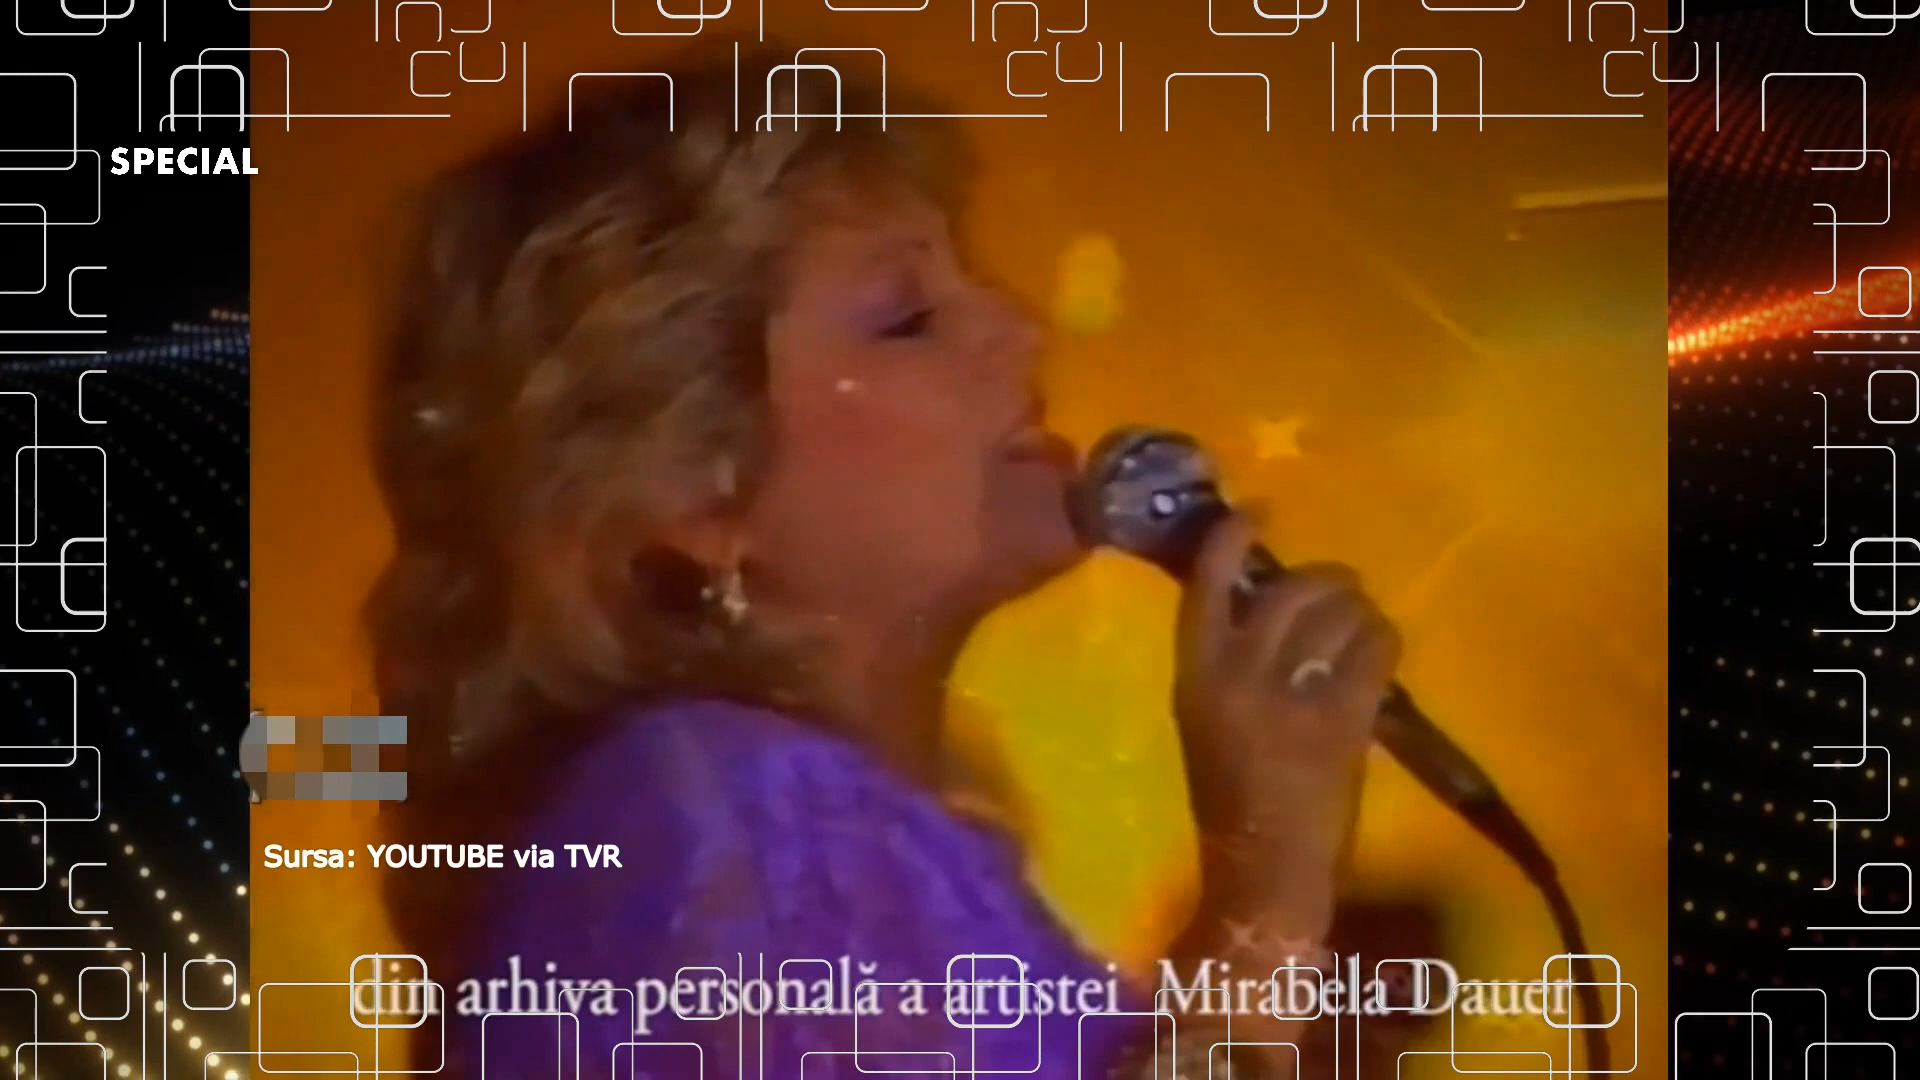 SPECIAL
Sursa: YOUTUBE via TVR
din arhiva personală a artistei Mirabela Dauer